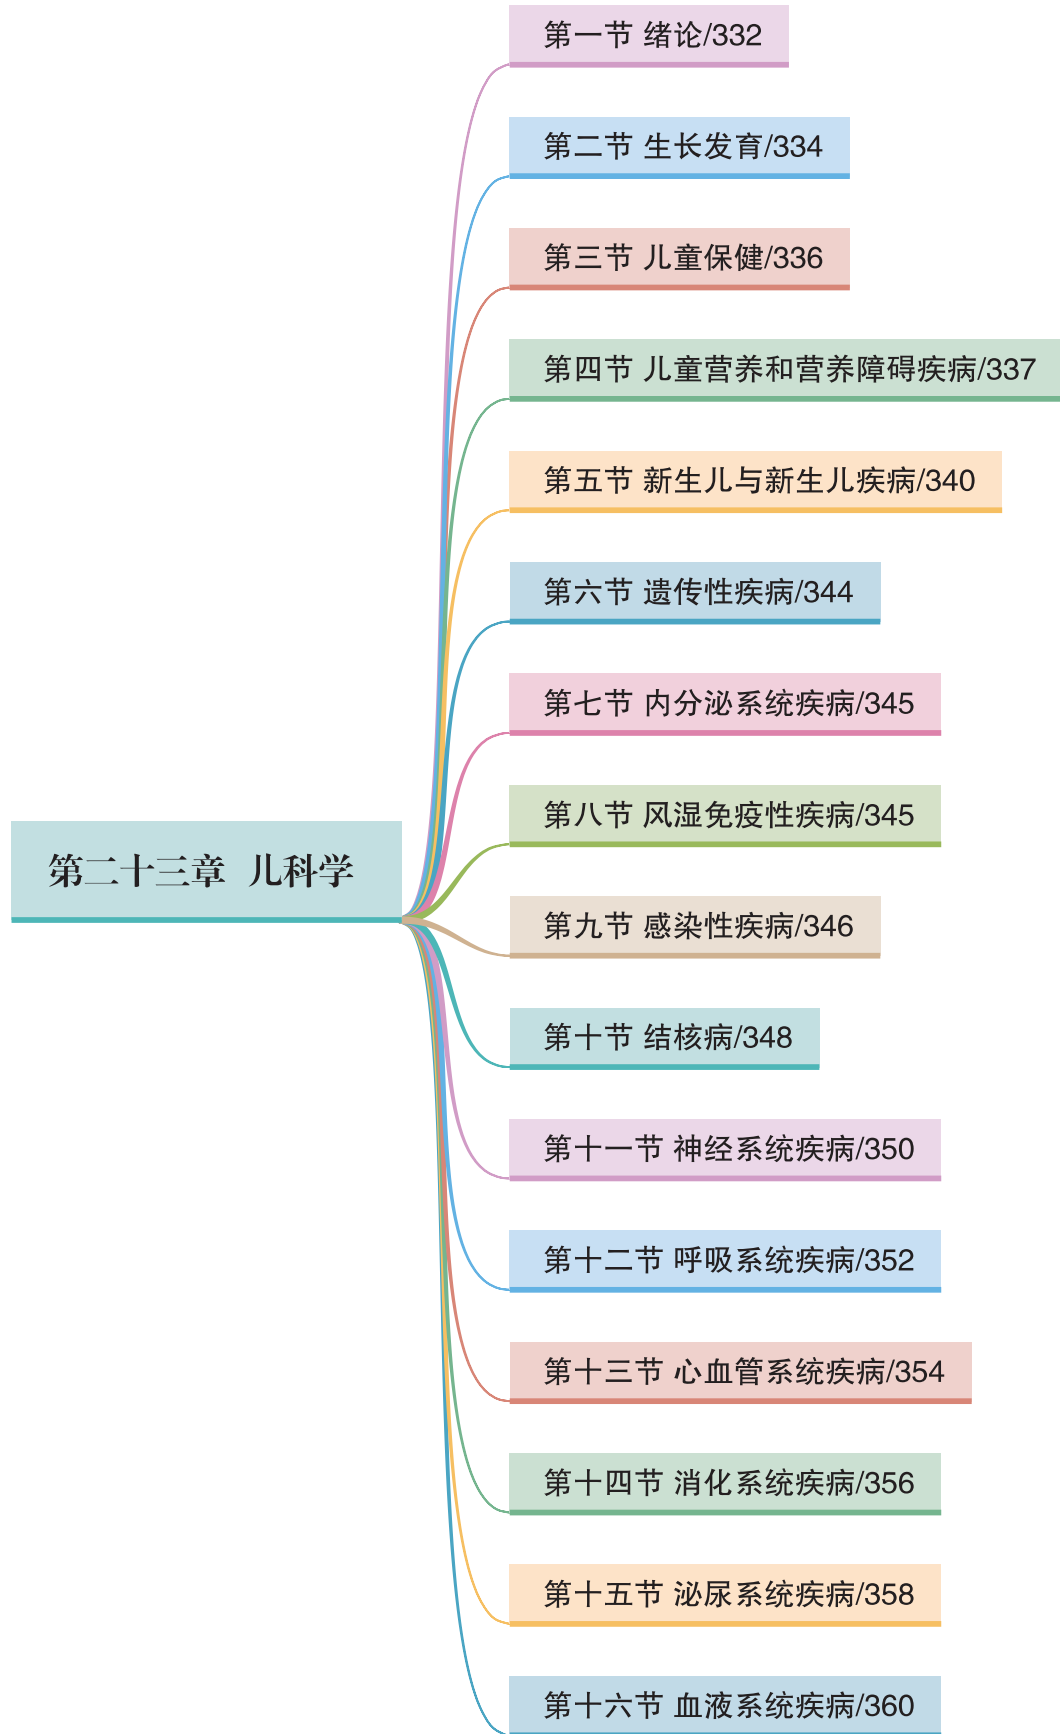 第二十三章 儿科学
第一节 绪论/332
第二节 生长发育/334
第三节 儿童保健/336
第四节 儿童营养和营养障碍疾病/337
第五节 新生儿与新生儿疾病/340
第六节 遗传性疾病/344
第七节 内分泌系统疾病/345
第八节 风湿免疫性疾病/345
第九节 感染性疾病/346
第十节 结核病/348
第十一节 神经系统疾病/350
第十二节 呼吸系统疾病/352
第十三节 心血管系统疾病/354
第十四节 消化系统疾病/356
第十五节 泌尿系统疾病/358
第十六节 血液系统疾病/360